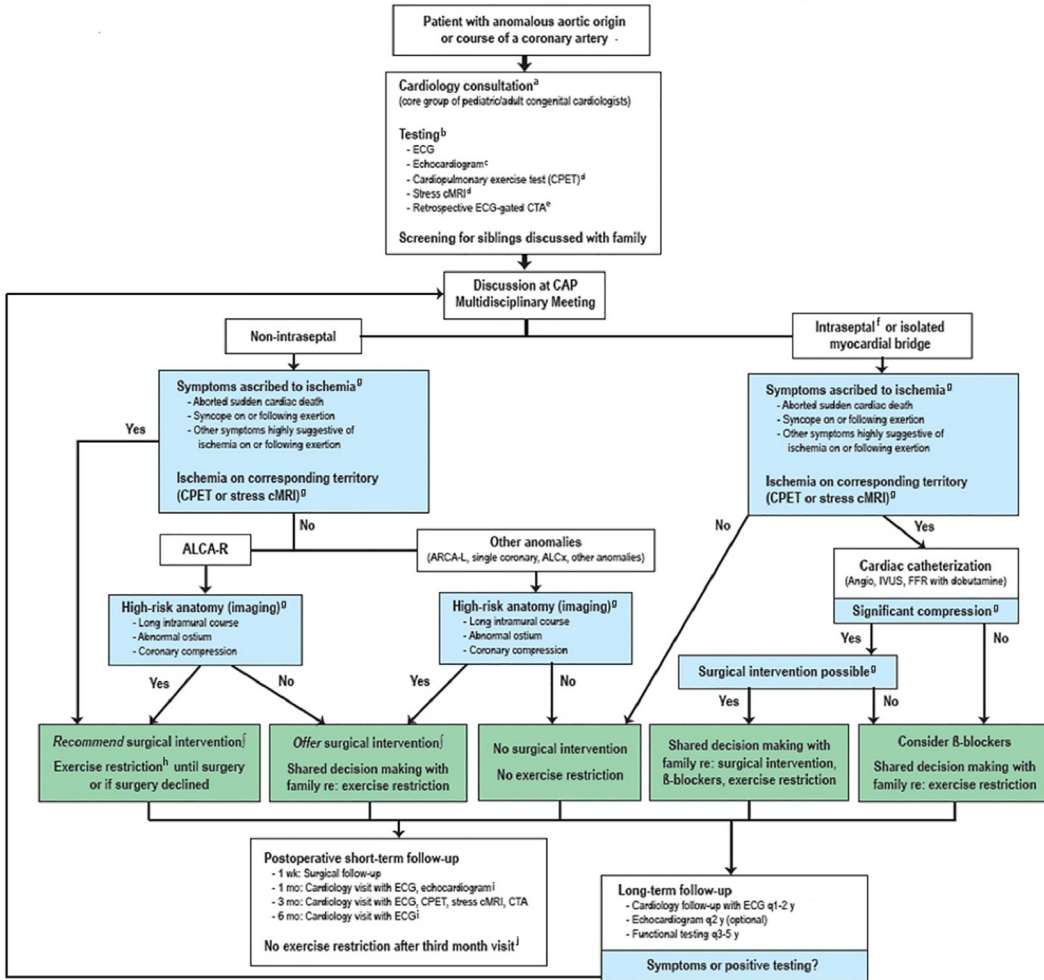 Patient with anomalous aortic origin
or course of a coronary artery
Cardiology consultationᵃ
(core group of pediatric/adult congenital cardiologists)
Testingᵇ
- ECG
- Echocardiogramᶜ
- Cardiopulmonary exercise test (CPET)ᵈ
- Stress cMRIᵈ
- Retrospective ECG-gated CTAᵉ
Screening for siblings discussed with family
Discussion at CAP
Multidisciplinary Meeting
Non-intraseptal
Intraseptalᶠ or isolated
myocardial bridge
Symptoms ascribed to ischemiaᵍ
- Aborted sudden cardiac death
- Syncope on or following exertion
- Other symptoms highly suggestive of
ischemia on or following exertion
Ischemia on corresponding territory
(CPET or stress cMRI)ᵍ
Yes
No
Symptoms ascribed to ischemiaᵍ
- Aborted sudden cardiac death
- Syncope on or following exertion
- Other symptoms highly suggestive of
ischemia on or following exertion
Ischemia on corresponding territory
(CPET or stress cMRI)ᵍ
No
Yes
ALCA-R
Other anomalies
(ARCA-L, single coronary, ALCx, other anomalies)
Cardiac catheterization
(Angio, IVUS, FFR with dobutamine)
Significant compressionᵍ
Yes
No
High-risk anatomy (imaging)ᵍ
- Long intramural course
- Abnormal ostium
- Coronary compression
Yes
No
High-risk anatomy (imaging)ᵍ
- Long intramural course
- Abnormal ostium
- Coronary compression
Yes
No
Surgical intervention possibleᵍ
Yes
No
Recommend surgical intervention∫
Exercise restrictionʰ until surgery
or if surgery declined
Offer surgical intervention∫
Shared decision making with
family re: exercise restriction
No surgical intervention
No exercise restriction
Shared decision making with
family re: surgical intervention,
ß-blockers, exercise restriction
Consider ß-blockers
Shared decision making with
family re: exercise restriction
Postoperative short-term follow-up
- 1 wk: Surgical follow-up
- 1 mo: Cardiology visit with ECG, echocardiogramⁱ
- 3 mo: Cardiology visit with ECG, CPET, stress cMRI, CTA
- 6 mo: Cardiology visit with ECGⁱ
No exercise restriction after third month visitʲ
Long-term follow-up
- Cardiology follow-up with ECG q1-2 y
- Echocardiogram q2 y (optional)
- Functional testing q3-5 y
Symptoms or positive testing?